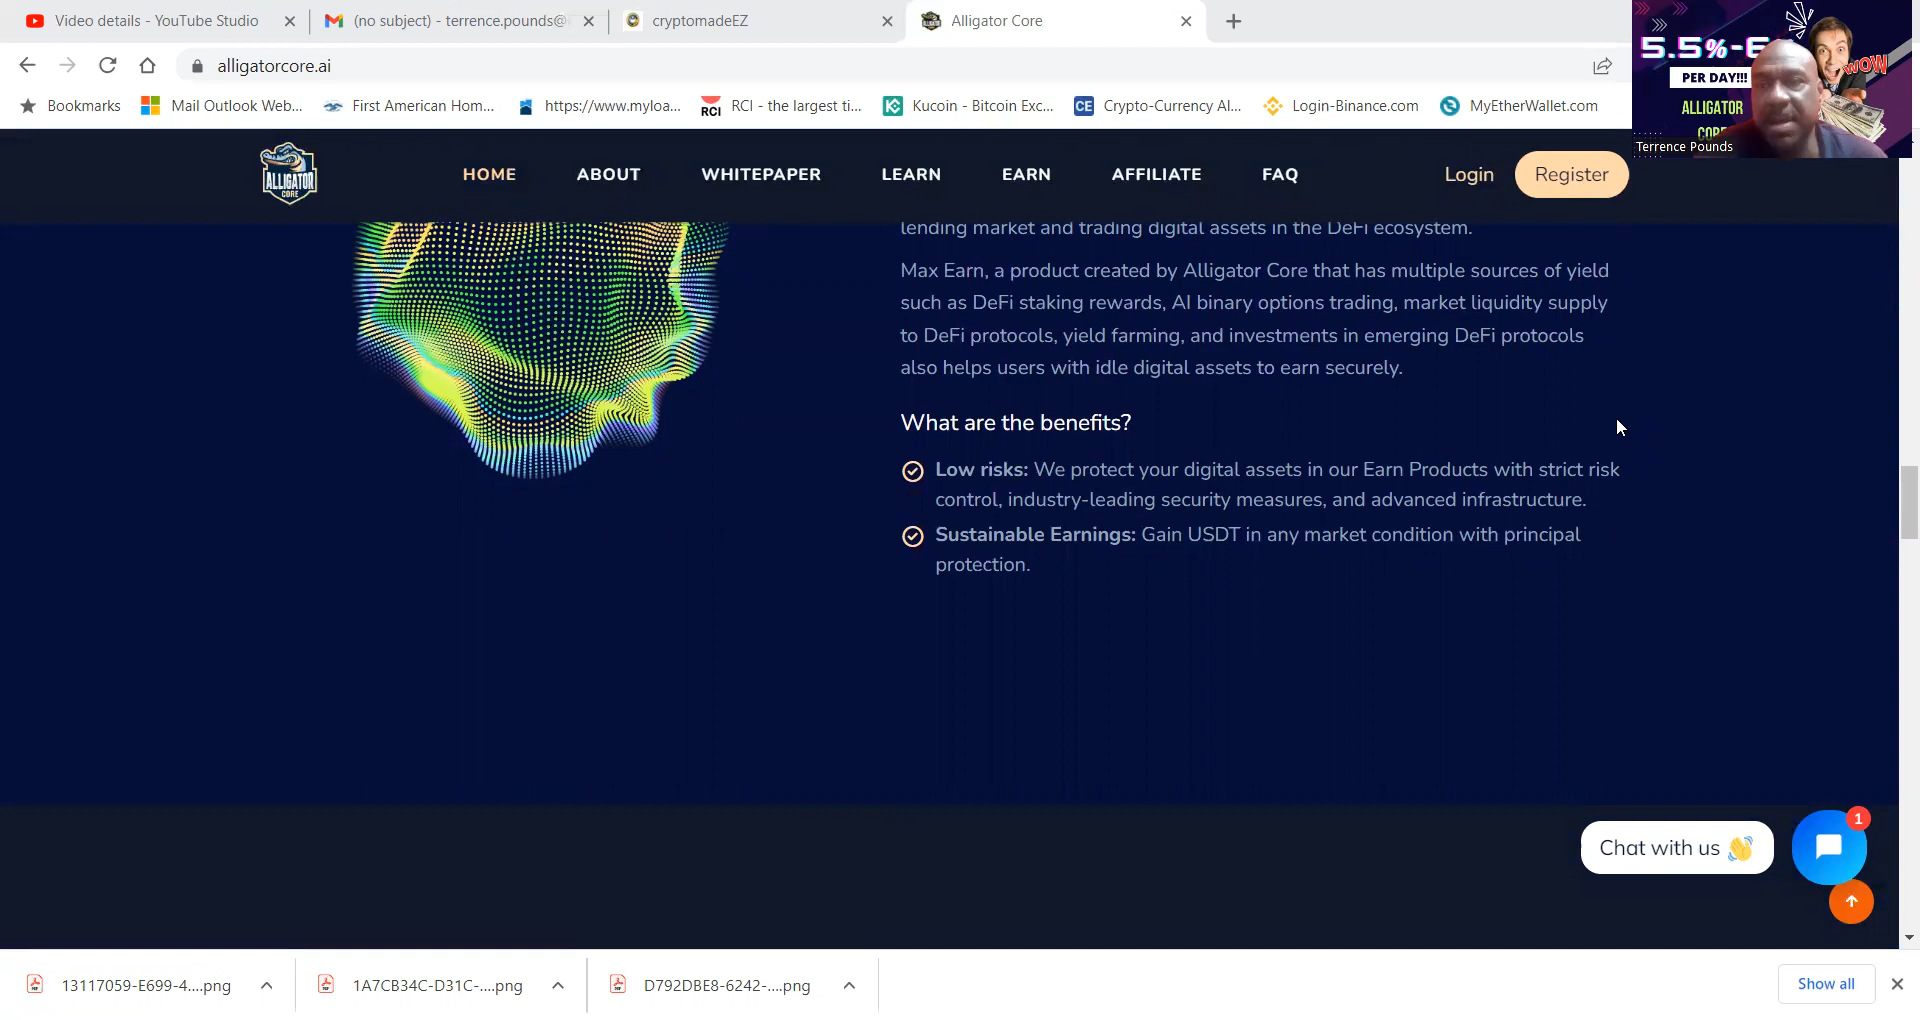 Video details - YouTube Studio
(no subject) - terrence.pounds@
cryptomadeEZ
Alligator Core
alligatorcore.ai
Bookmarks
Mail Outlook Web...
First American Hom...
https://www.myloa...
RCI
RCI - the largest ti...
Kucoin - Bitcoin Exc...
CE
Crypto-Currency Al...
Login-Binance.com
MyEtherWallet.com
5.5%-6
PER DAY!!!
WOW
ALLIGATOR
CORE
Terrence Pounds
ALLIGATOR
CORE
HOME
ABOUT
WHITEPAPER
LEARN
EARN
AFFILIATE
FAQ
Login
Register
lending market and trading digital assets in the DeFi ecosystem.
Max Earn, a product created by Alligator Core that has multiple sources of yield
such as DeFi staking rewards, AI binary options trading, market liquidity supply
to DeFi protocols, yield farming, and investments in emerging DeFi protocols
also helps users with idle digital assets to earn securely.
What are the benefits?
Low risks: We protect your digital assets in our Earn Products with strict risk
control, industry-leading security measures, and advanced infrastructure.
Sustainable Earnings: Gain USDT in any market condition with principal
protection.
1
Chat with us
13117059-E699-4....png
1A7CB34C-D31C-....png
D792DBE8-6242-....png
Show all